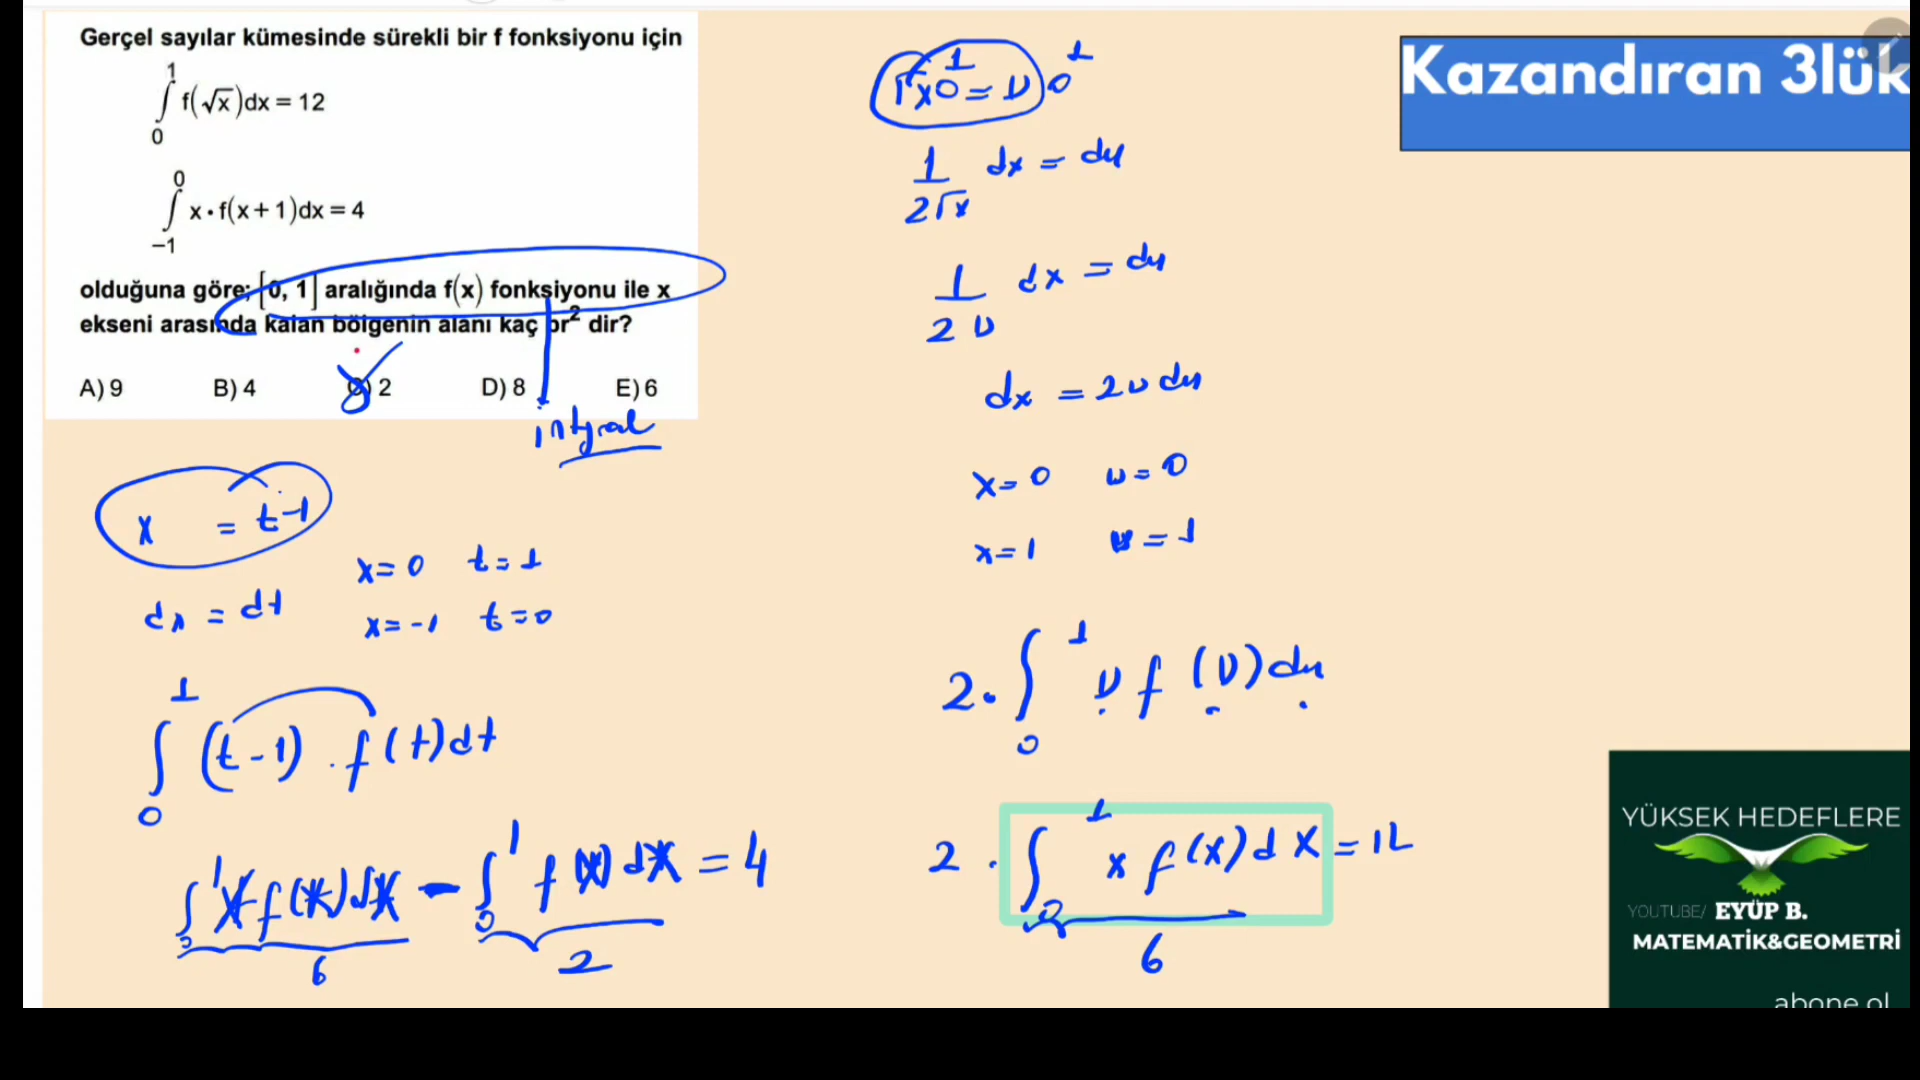 Gerçel sayılar kümesinde sürekli bir f fonksiyonu için
∫₀¹ f(√x)dx = 12
∫₋₁⁰ x · f(x + 1)dx = 4
olduğuna göre; [0, 1] aralığında f(x) fonksiyonu ile x
ekseni arasında kalan bölgenin alanı kaç br² dir?
A) 9 B) 4 C) 2 D) 8 E) 6
intgral
x = t-1
dx = dt
x = 0 t = 1
x = -1 t = 0
∫₀¹ (t-1) . f(t)dt
∫₀¹ x f(x)dx - ∫₀¹ f(x)dx = 4
6 2
1/(2√x) dx = du
1/(2u) dx = du
dx = 2u du
x = 0 u = 0
x = 1 u = 1
2 . ∫₀¹ u f(u)du
2 . ∫₀¹ x f(x)dx = 12
6
Kazandıran 3lük
YÜKSEK HEDEFLERE
YOUTUBE/ EYÜP B.
MATEMATİK&GEOMETRİ
abone ol